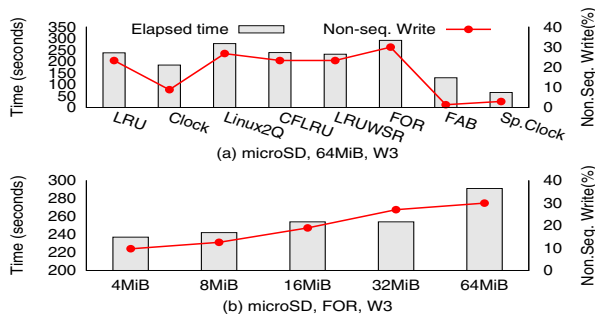 Elapsed time
Non-seq. Write
Time (seconds)
350
300
250
200
150
100
50
0
40
30
20
10
0
Non.Seq. Write(%)
LRU
Clock
Linux2Q
CFLRU
LRUWSR
FOR
FAB
Sp.Clock
(a) microSD, 64MiB, W3
Time (seconds)
300
280
260
240
220
200
40
30
20
10
0
Non.Seq. Write(%)
4MiB
8MiB
16MiB
32MiB
64MiB
(b) microSD, FOR, W3